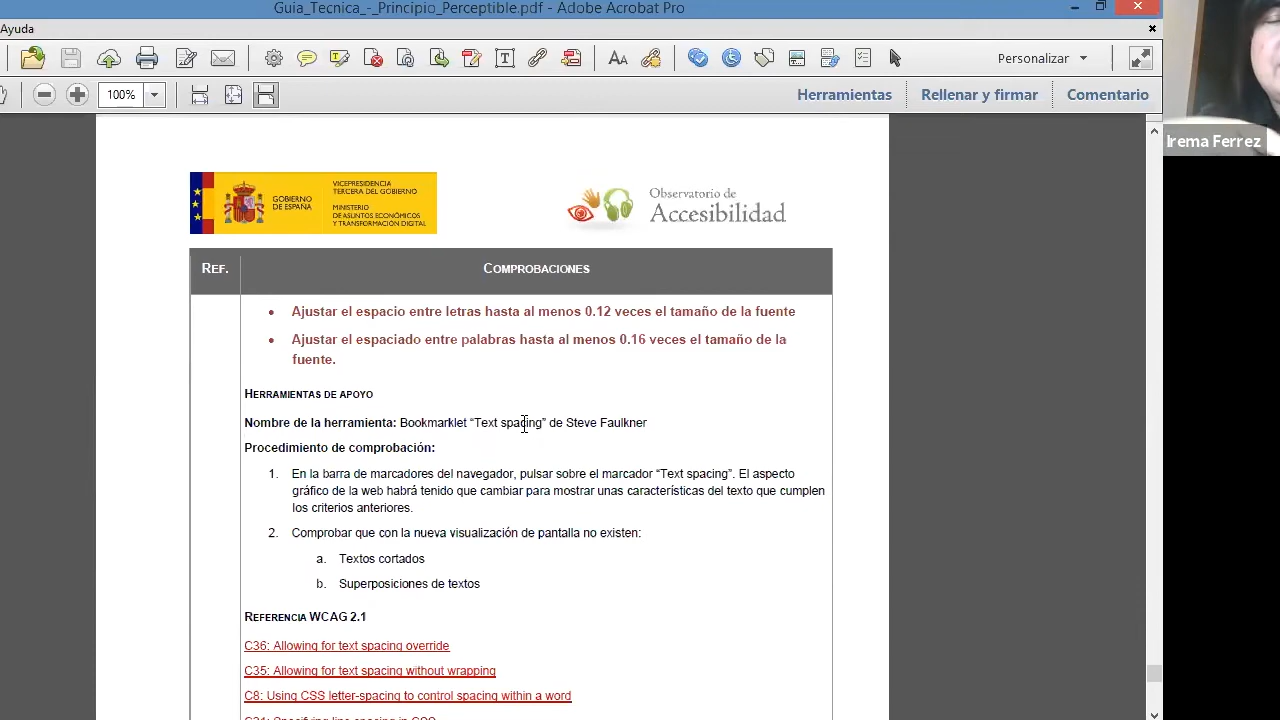 Guia_Tecnica_-_Principio_Perceptible.pdf - Adobe Acrobat Pro
Ayuda
Personalizar
100%
Herramientas
Rellenar y firmar
Comentario
Irema Ferrez
GOBIERNO
DE ESPAÑA
VICEPRESIDENCIA
TERCERA DEL GOBIERNO
MINISTERIO
DE ASUNTOS ECONÓMICOS
Y TRANSFORMACIÓN DIGITAL
Observatorio de
Accesibilidad
REF.
COMPROBACIONES
• Ajustar el espacio entre letras hasta al menos 0.12 veces el tamaño de la fuente
• Ajustar el espaciado entre palabras hasta al menos 0.16 veces el tamaño de la
fuente.
HERRAMIENTAS DE APOYO
Nombre de la herramienta: Bookmarklet “Text spacing” de Steve Faulkner
Procedimiento de comprobación:
1. En la barra de marcadores del navegador, pulsar sobre el marcador “Text spacing”. El aspecto
gráfico de la web habrá tenido que cambiar para mostrar unas características del texto que cumplen
los criterios anteriores.
2. Comprobar que con la nueva visualización de pantalla no existen:
a. Textos cortados
b. Superposiciones de textos
REFERENCIA WCAG 2.1
C36: Allowing for text spacing override
C35: Allowing for text spacing without wrapping
C8: Using CSS letter-spacing to control spacing within a word
C21: Specifying line spacing in CSS